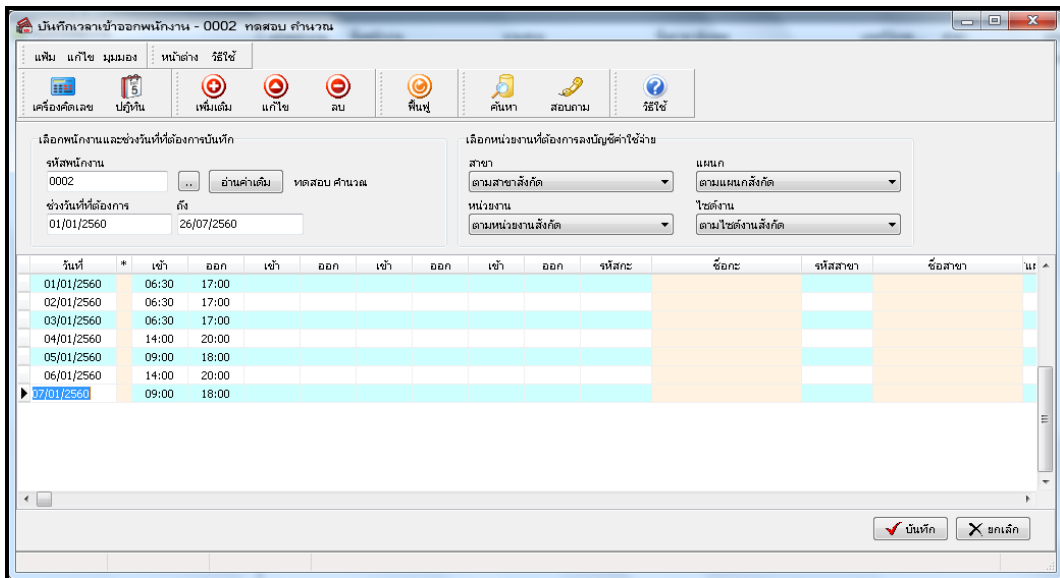 บันทึกเวลาเข้าออกพนักงาน - 0002 ทดสอบ คำนวณ
แฟ้ม แก้ไข มุมมอง หน้าต่าง วิธีใช้
เครื่องคิดเลข ปฏิทิน เพิ่มเติม แก้ไข ลบ ฟื้นฟู ค้นหา สอบถาม วิธีใช้
เลือกพนักงานและช่วงวันที่ที่ต้องการบันทึก เลือกหน่วยงานที่ต้องการลงบัญชีค่าใช้จ่าย
รหัสพนักงาน สาขา แผนก
0002 .. อ่านค่าเดิม ทดสอบ คำนวณ ตามสาขาสังกัด ตามแผนกสังกัด
ช่วงวันที่ที่ต้องการ ถึง หน่วยงาน ไซต์งาน
01/01/2560 26/07/2560 ตามหน่วยงานสังกัด ตามไซต์งานสังกัด
วันที่ * เข้า ออก เข้า ออก เข้า ออก เข้า ออก รหัสกะ ชื่อกะ รหัสสาขา ชื่อสาขา
01/01/2560 06:30 17:00
02/01/2560 06:30 17:00
03/01/2560 06:30 17:00
04/01/2560 14:00 20:00
05/01/2560 09:00 18:00
06/01/2560 14:00 20:00
07/01/2560 09:00 18:00
บันทึก ยกเลิก